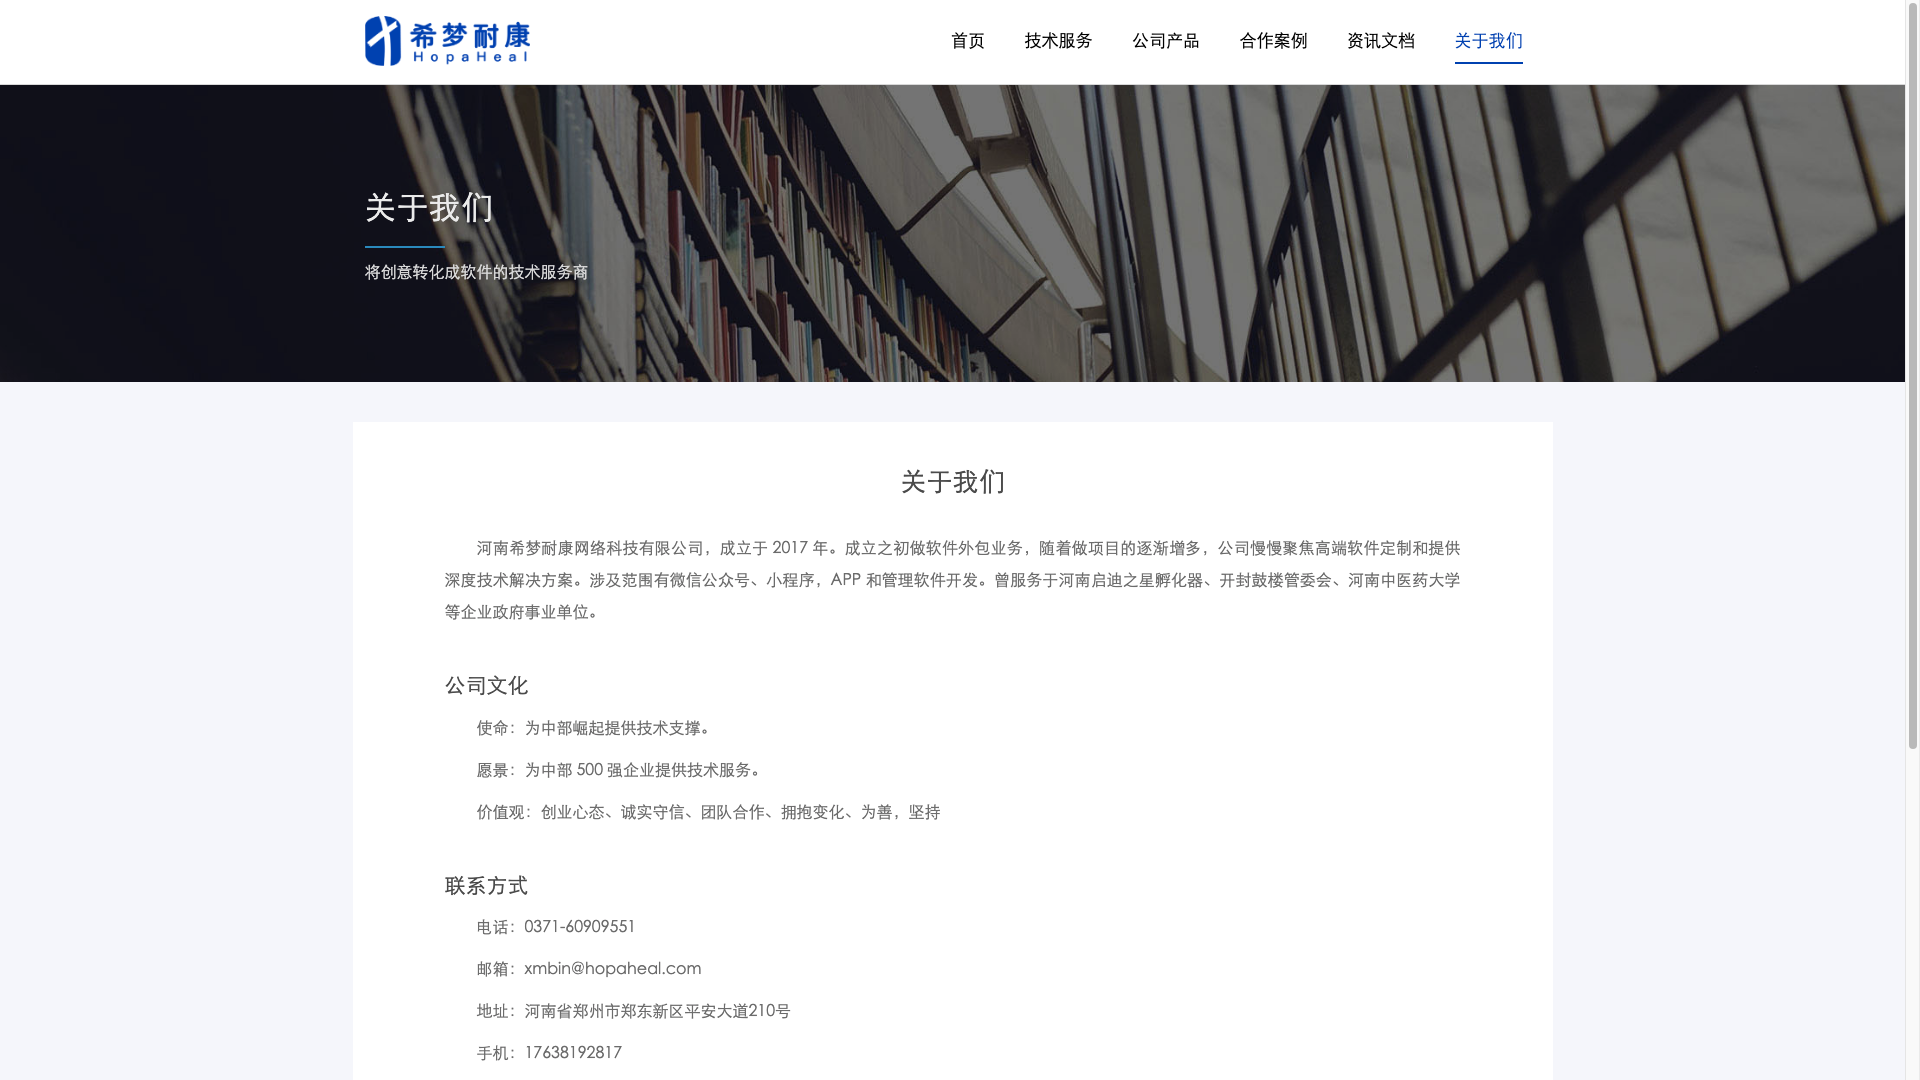 希梦耐康
HopaHeal
首页 技术服务 公司产品 合作案例 资讯文档 关于我们
关于我们
将创意转化成软件的技术服务商
关于我们
河南希梦耐康网络科技有限公司，成立于 2017 年。成立之初做软件外包业务，随着做项目的逐渐增多，公司慢慢聚焦高端软件定制和提供
深度技术解决方案。涉及范围有微信公众号、小程序，APP 和管理软件开发。曾服务于河南启迪之星孵化器、开封鼓楼管委会、河南中医药大学
等企业政府事业单位。
公司文化
使命：为中部崛起提供技术支撑。
愿景：为中部 500 强企业提供技术服务。
价值观：创业心态、诚实守信、团队合作、拥抱变化、为善，坚持
联系方式
电话：0371-60909551
邮箱：xmbin@hopaheal.com
地址：河南省郑州市郑东新区平安大道210号
手机：17638192817